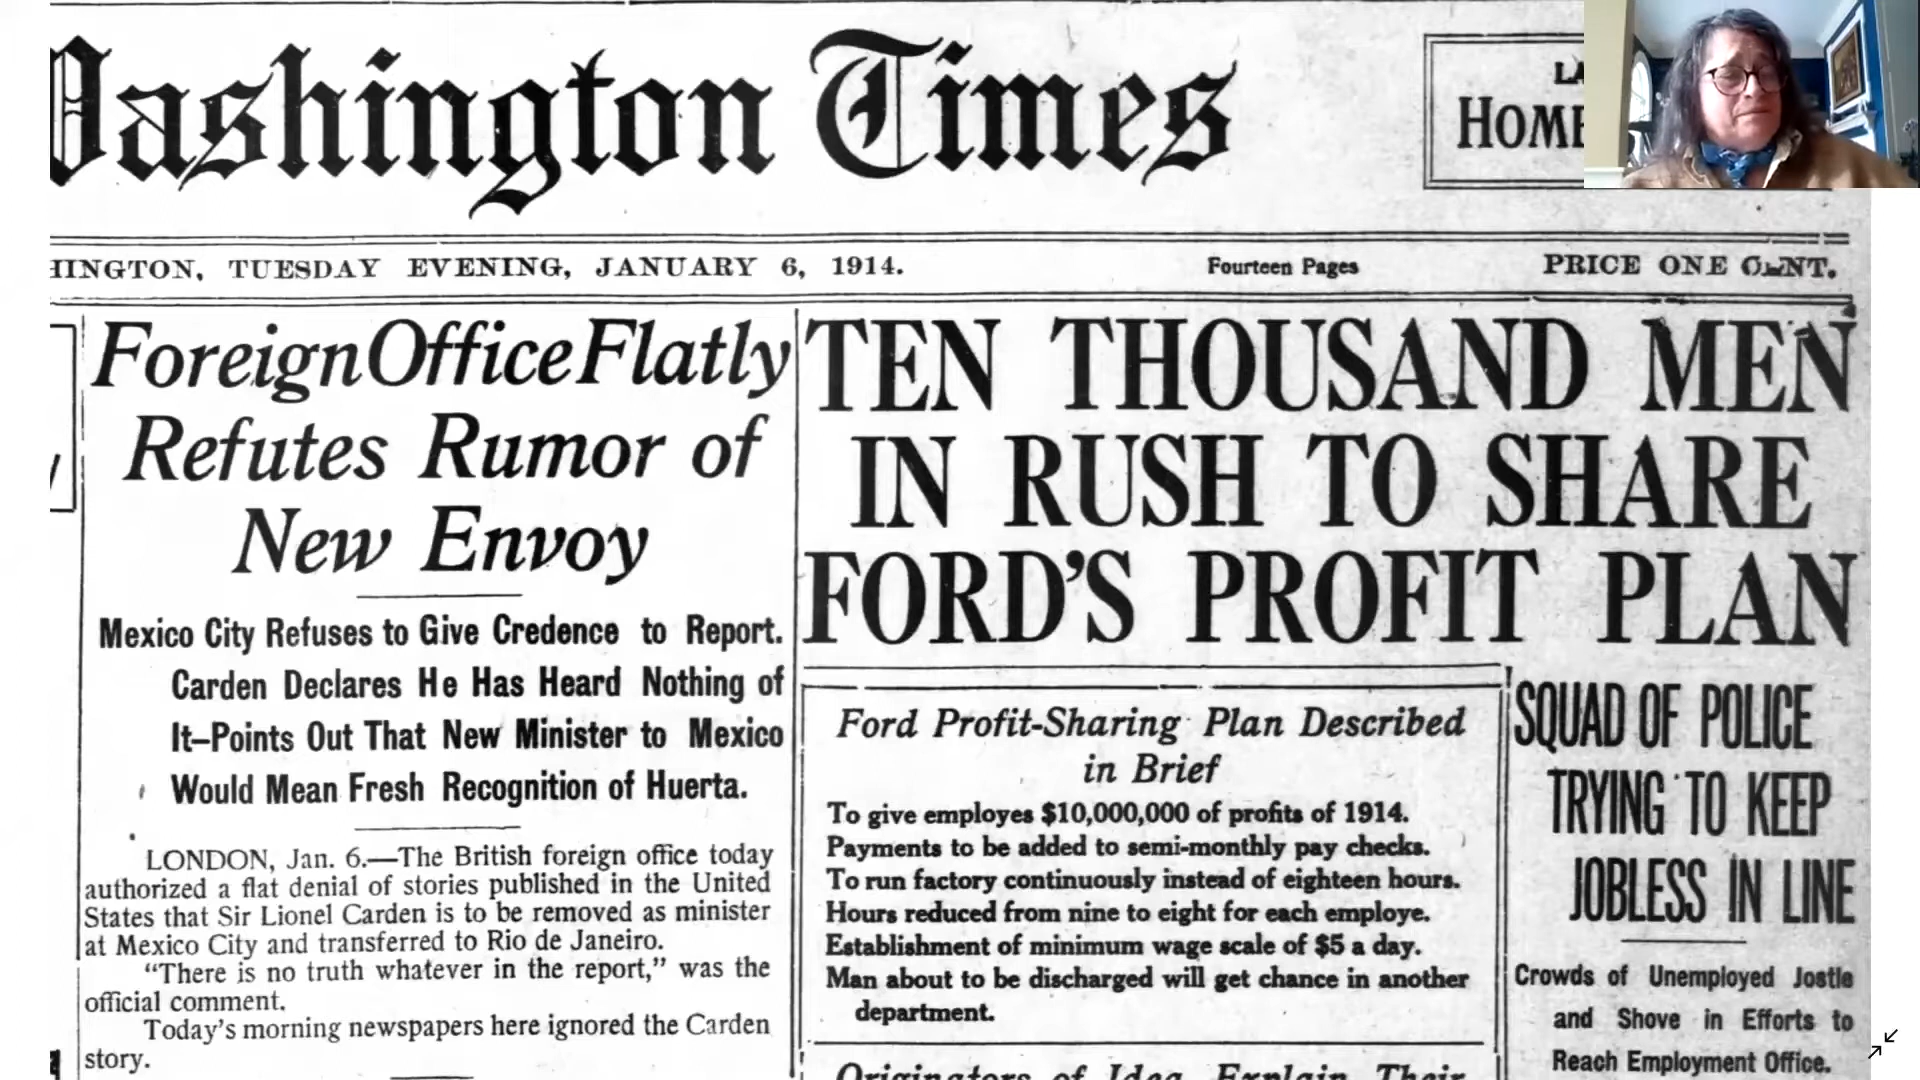 Washington Times
HOME
HINGTON, TUESDAY EVENING, JANUARY 6, 1914.
Fourteen Pages
PRICE ONE CENT.
Foreign Office Flatly
Refutes Rumor of
New Envoy
Mexico City Refuses to Give Credence to Report.
Carden Declares He Has Heard Nothing of
It—Points Out That New Minister to Mexico
Would Mean Fresh Recognition of Huerta.
LONDON, Jan. 6.—The British foreign office today
authorized a flat denial of stories published in the United
States that Sir Lionel Carden is to be removed as minister
at Mexico City and transferred to Rio de Janeiro.
“There is no truth whatever in the report,” was the
official comment.
Today’s morning newspapers here ignored the Carden
story.
TEN THOUSAND MEN
IN RUSH TO SHARE
FORD’S PROFIT PLAN
Ford Profit-Sharing Plan Described
in Brief
To give employes $10,000,000 of profits of 1914.
Payments to be added to semi-monthly pay checks.
To run factory continuously instead of eighteen hours.
Hours reduced from nine to eight for each employe.
Establishment of minimum wage scale of $5 a day.
Man about to be discharged will get chance in another
department.
Originators of Idea Explain Their
SQUAD OF POLICE
TRYING TO KEEP
JOBLESS IN LINE
Crowds of Unemployed Jostle
and Shove in Efforts to
Reach Employment Office.